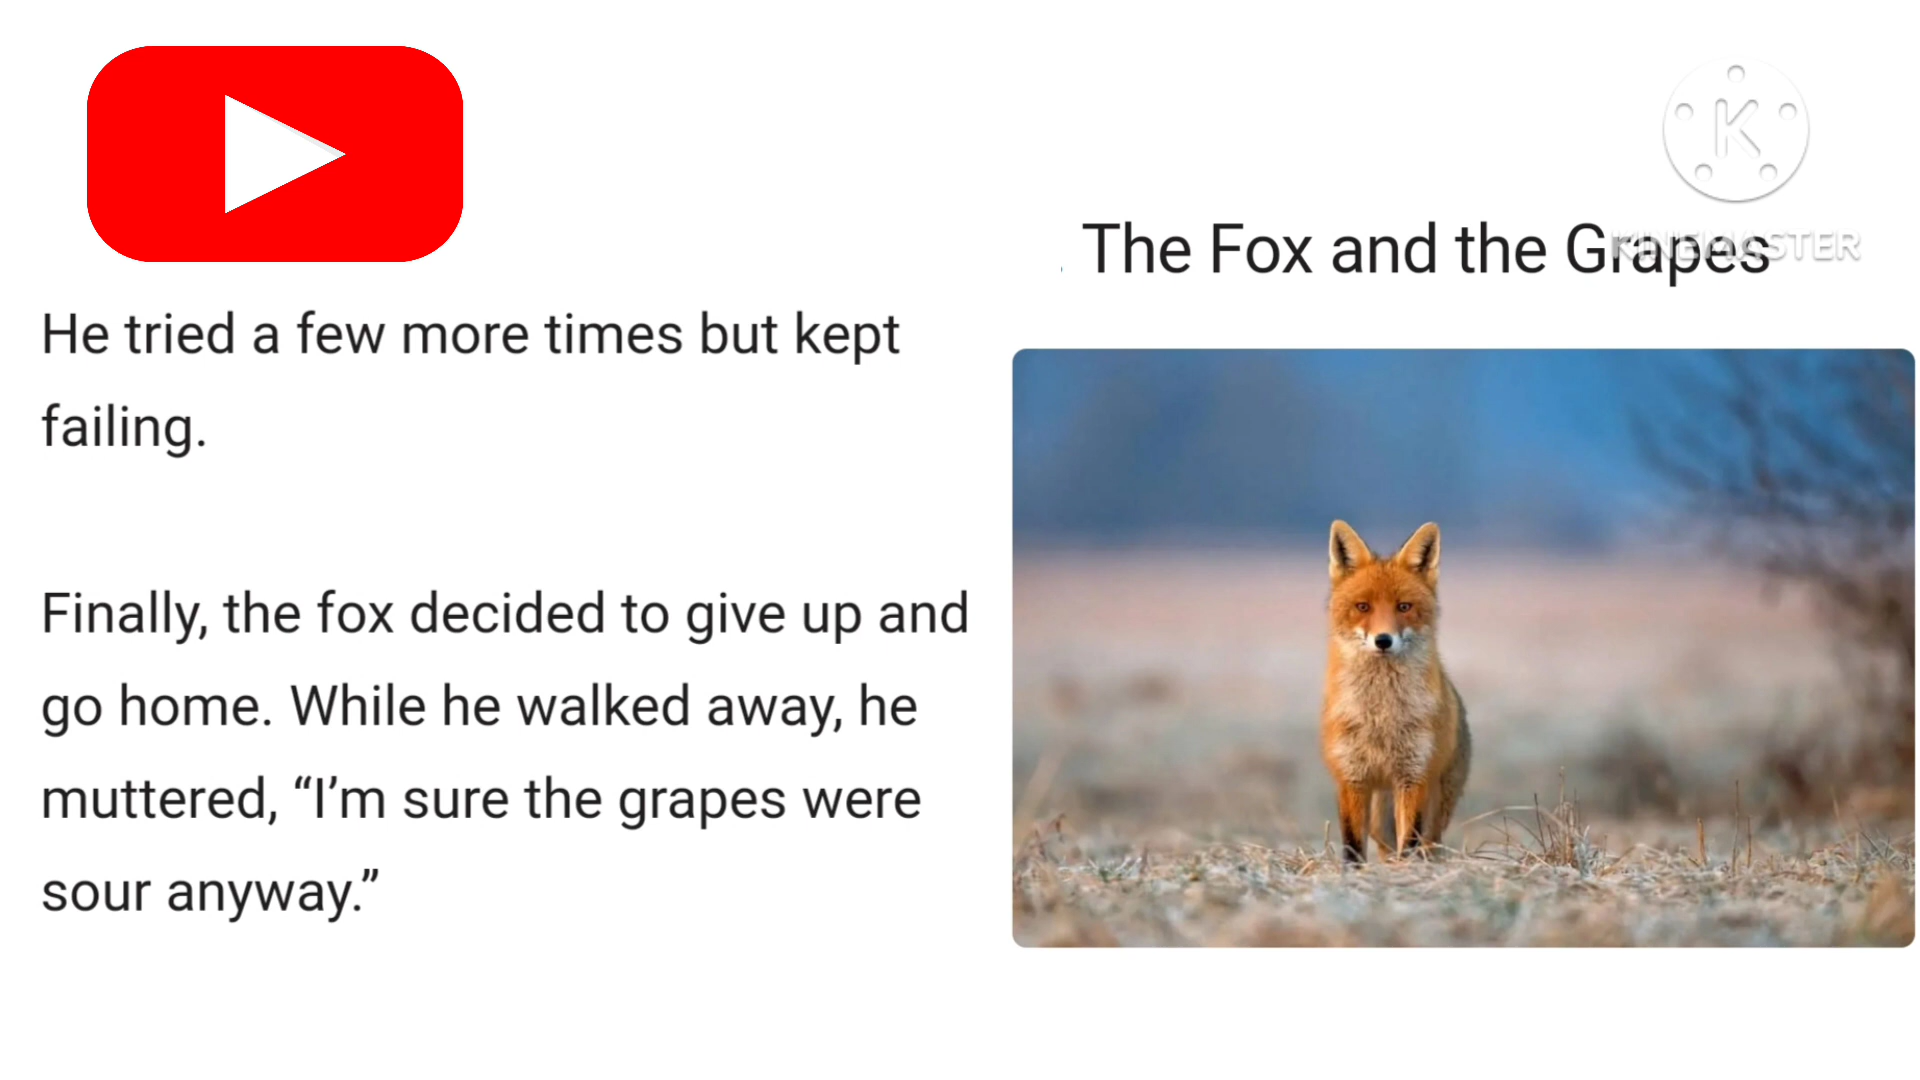 The Fox and the Grapes
KINEMASTER
He tried a few more times but kept
failing.
Finally, the fox decided to give up and
go home. While he walked away, he
muttered, “I’m sure the grapes were
sour anyway.”